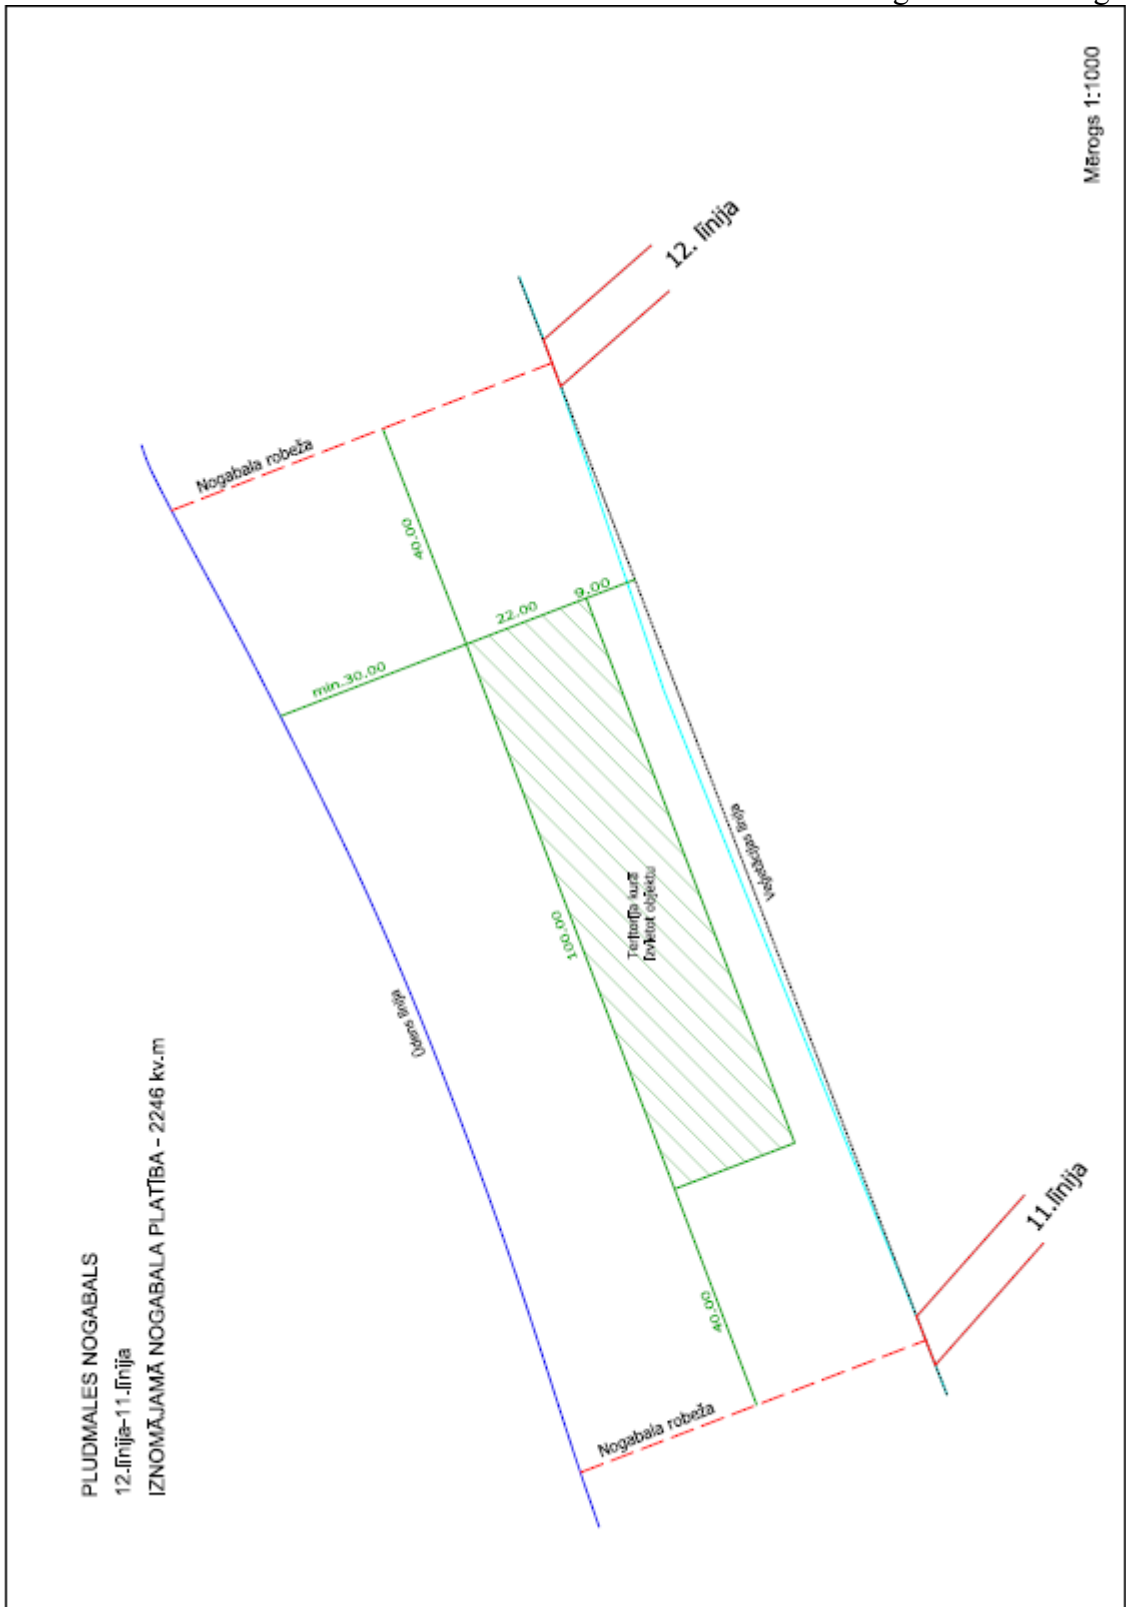 PLUDMALES NOGABALS
12.līnija-11.līnija
IZNOMĀJAMĀ NOGABALA PLATĪBA - 2246 kv.m
Mērogs 1:1000
12. līnija
Nogabala robeža
40.00
22.00
9.00
min.30.00
Veģetācijas līnija
Teritorija kurā
izvietot objektu
100.00
Ūdens līnija
40.00
Nogabala robeža
11.līnija